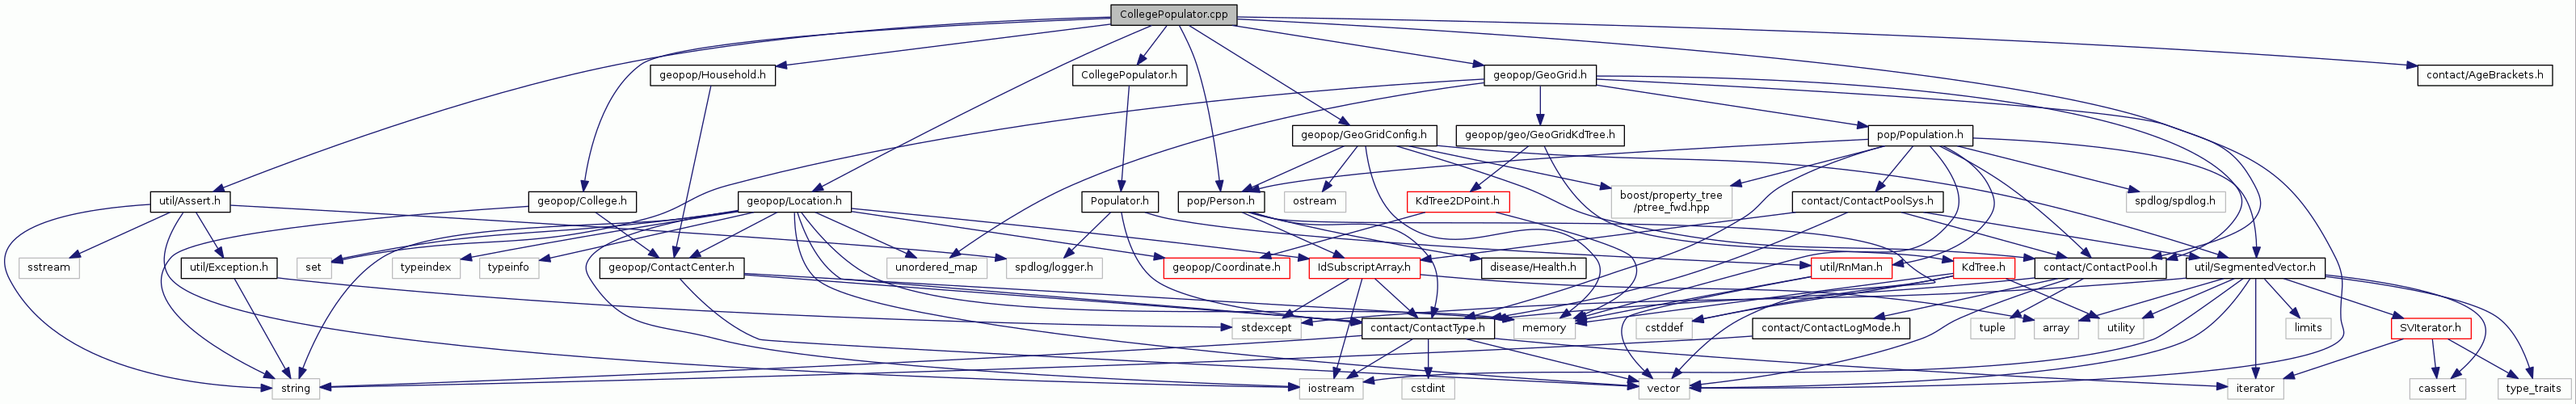 CollegePopulator.cpp
geopop/Household.h
CollegePopulator.h
geopop/GeoGrid.h
contact/AgeBrackets.h
geopop/GeoGridConfig.h
geopop/geo/GeoGridKdTree.h
pop/Population.h
util/Assert.h
geopop/College.h
geopop/Location.h
Populator.h
pop/Person.h
ostream
KdTree2DPoint.h
boost/property_tree
/ptree_fwd.hpp
contact/ContactPoolSys.h
spdlog/spdlog.h
sstream
util/Exception.h
set
typeindex
typeinfo
geopop/ContactCenter.h
unordered_map
spdlog/logger.h
geopop/Coordinate.h
IdSubscriptArray.h
disease/Health.h
util/RnMan.h
KdTree.h
contact/ContactPool.h
util/SegmentedVector.h
stdexcept
contact/ContactType.h
memory
cstddef
contact/ContactLogMode.h
tuple
array
utility
limits
SVIterator.h
string
iostream
cstdint
vector
iterator
cassert
type_traits